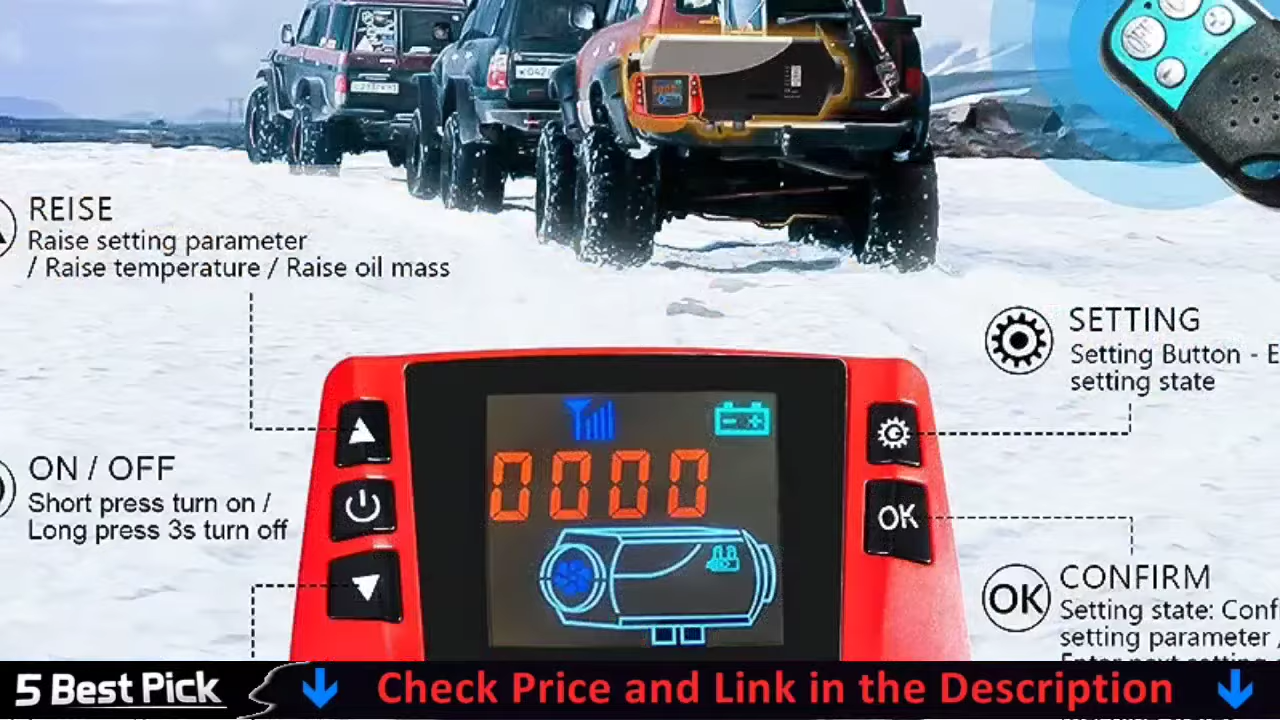 REISE
Raise setting parameter
/ Raise temperature / Raise oil mass
SETTING
Setting Button - E
setting state
ON / OFF
Short press turn on /
Long press 3s turn off
0000
OK
OK
CONFIRM
Setting state: Conf
setting parameter /
5 Best Pick
Check Price and Link in the Description